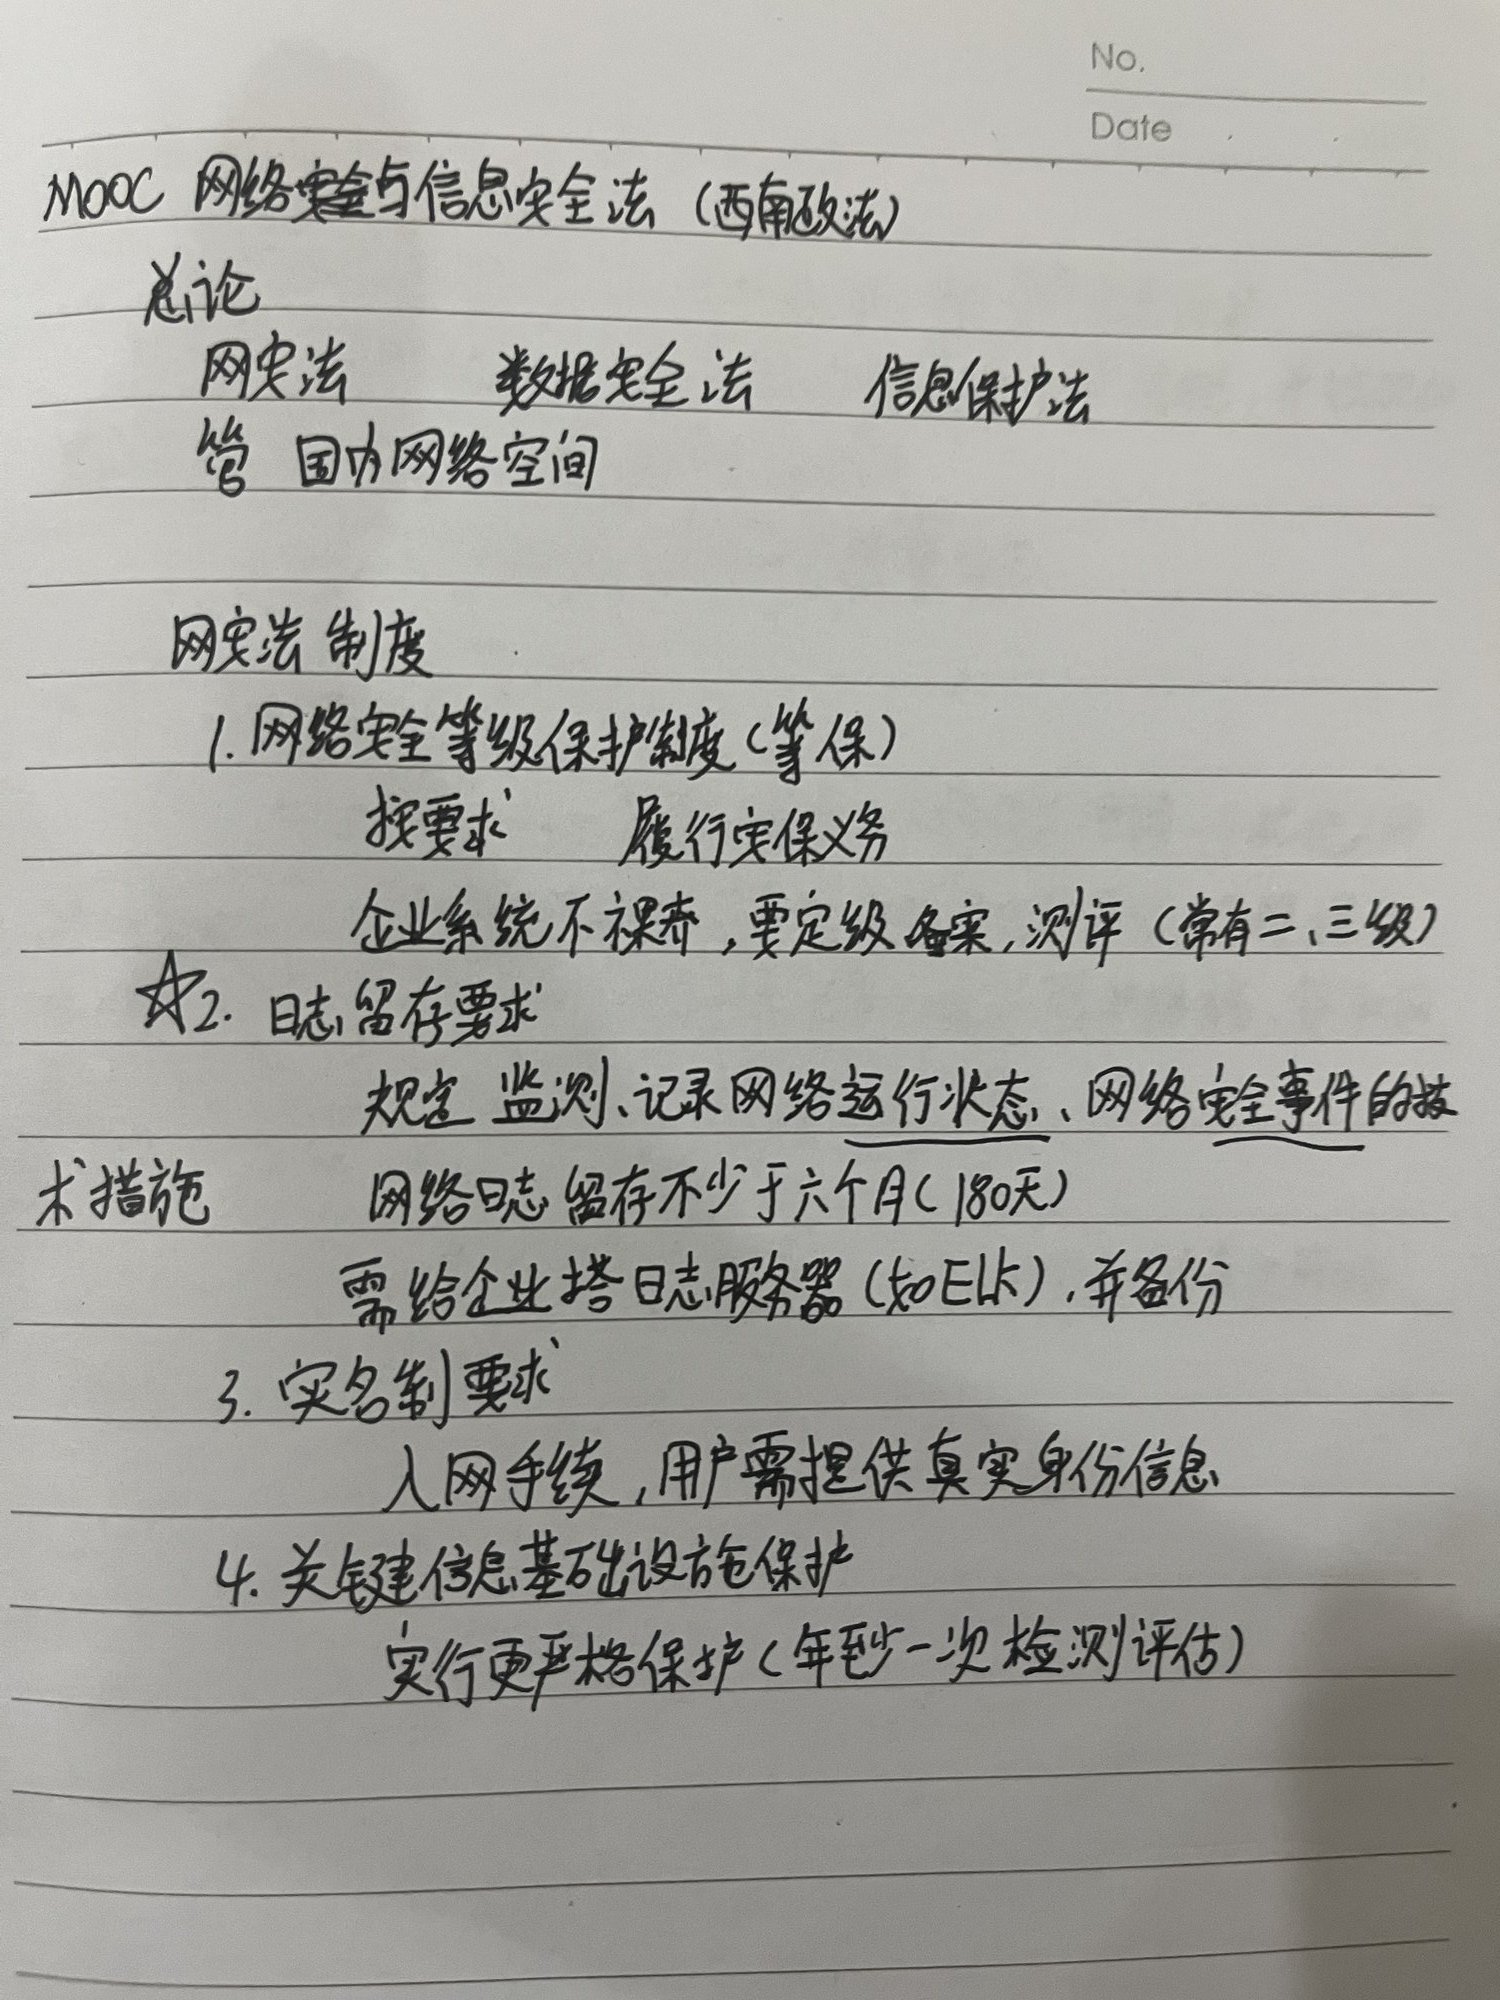 No.
Date
MOOC 网络安全与信息安全法（西南政法）
总论
网安法 数据安全法 信息保护法
管 国内网络空间
网安法 制度
1. 网络安全等级保护制度（等保）
按要求 履行安保义务
企业系统不裸奔，要定级备案，测评（常有二、三级）
☆2. 日志留存要求
规定 监测、记录网络运行状态、网络安全事件的技
术措施 网络日志留存不少于六个月（180天）
需给企业搭日志服务器（如ELK），并备份
3. 实名制要求
入网手续，用户需提供真实身份信息
4. 关键信息基础设施保护
实行更严格保护（年至少一次检测评估）